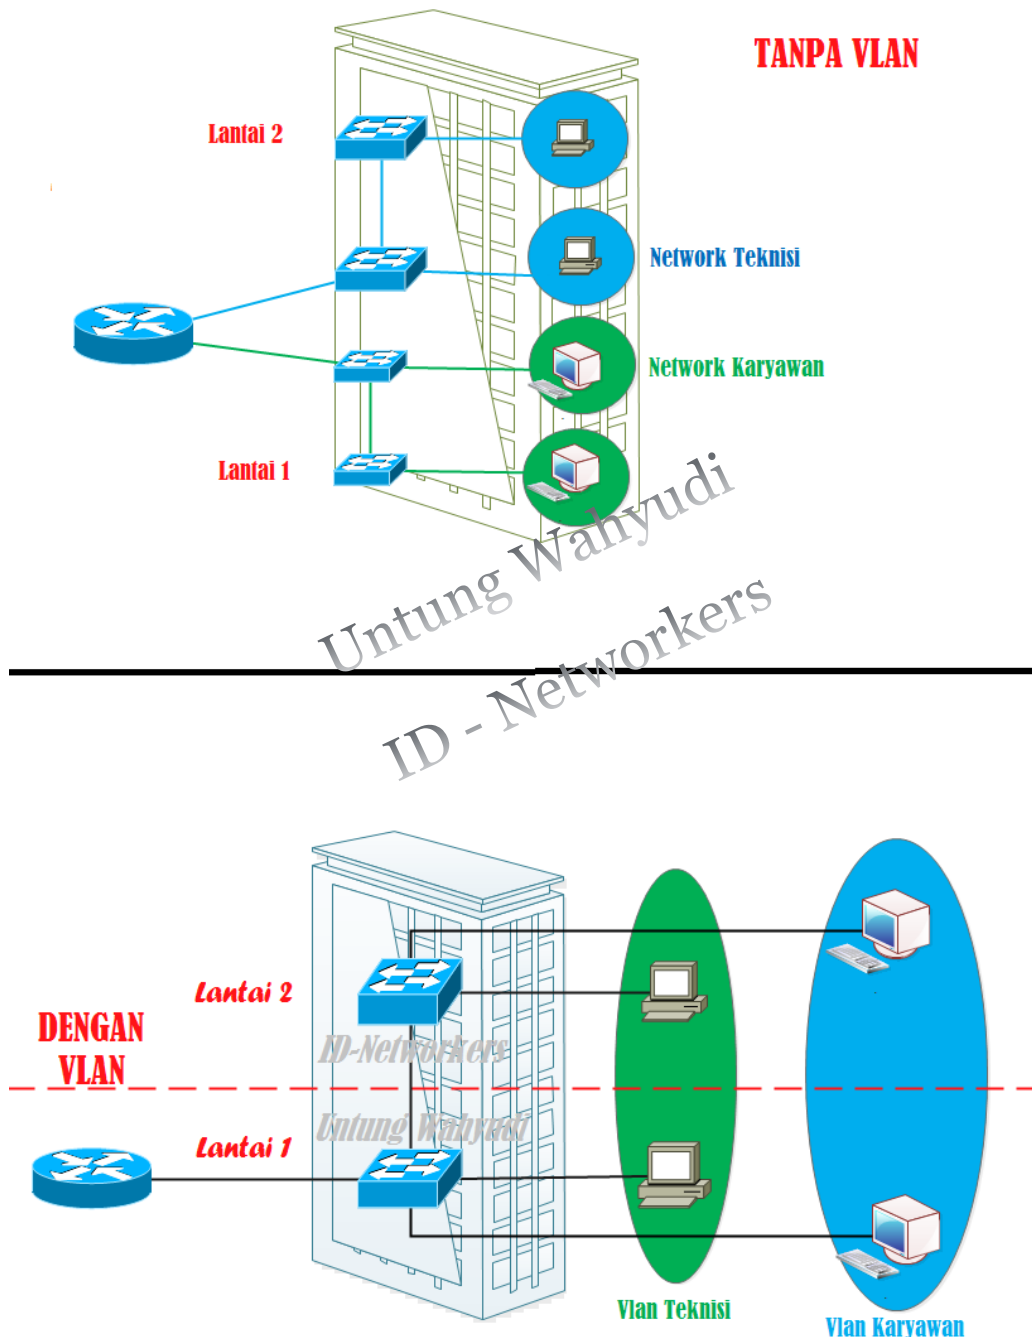 TANPA VLAN
Lantai 2
Network Teknisi
Network Karyawan
Lantai 1
Untung Wahyudi
ID - Networkers
Lantai 2
DENGAN
VLAN
ID-Networkers
Untung Wahyudi
Lantai 1
Vlan Teknisi
Vlan Karyawan